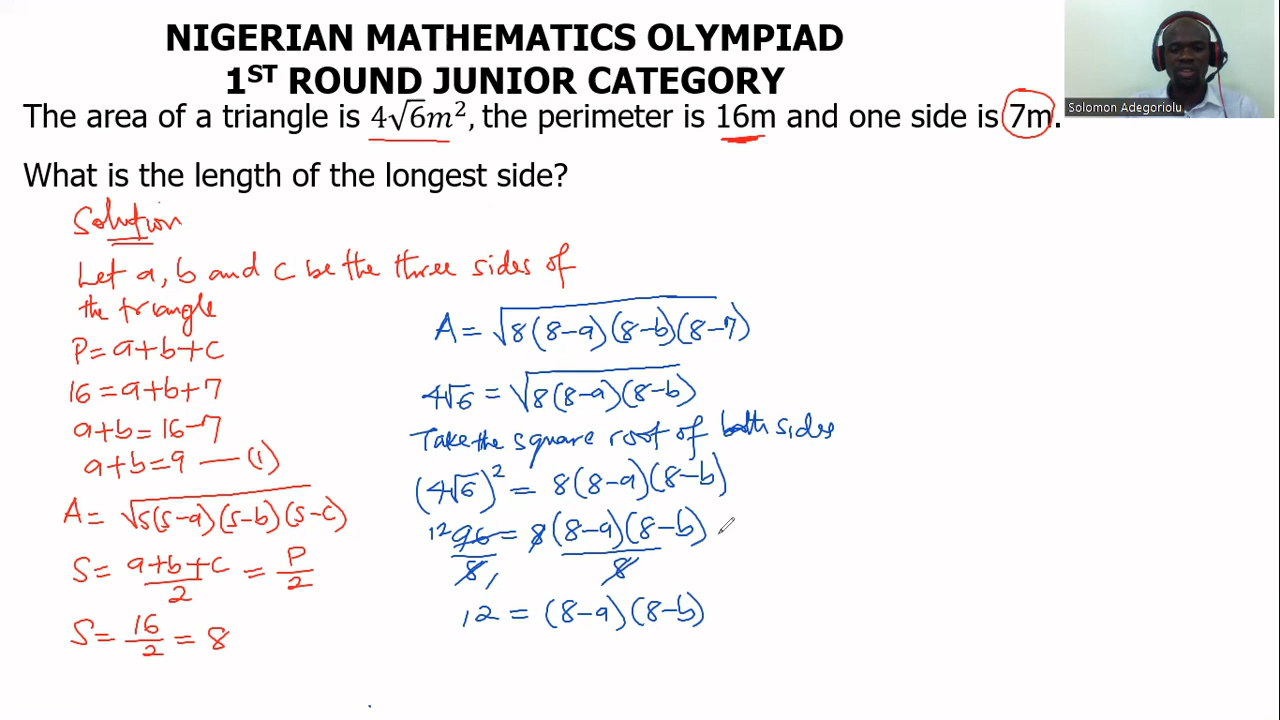 NIGERIAN MATHEMATICS OLYMPIAD
1ST ROUND JUNIOR CATEGORY
The area of a triangle is 4√6m², the perimeter is 16m and one side is 7m.
What is the length of the longest side?
Solomon Adegoriolu
Solution
Let a, b and c be the three sides of
the triangle
P = a+b+c
16 = a+b+7
a+b = 16-7
a+b = 9 — (1)
A = √S(S-a)(S-b)(S-c)
S = a+b+c/2 = P/2
S = 16/2 = 8
A = √8(8-a)(8-b)(8-7)
4√6 = √8(8-a)(8-b)
Take the square root of both sides
(4√6)² = 8(8-a)(8-b)
12 96/8 1 = 8(8-a)(8-b)/8
12 = (8-a)(8-b)